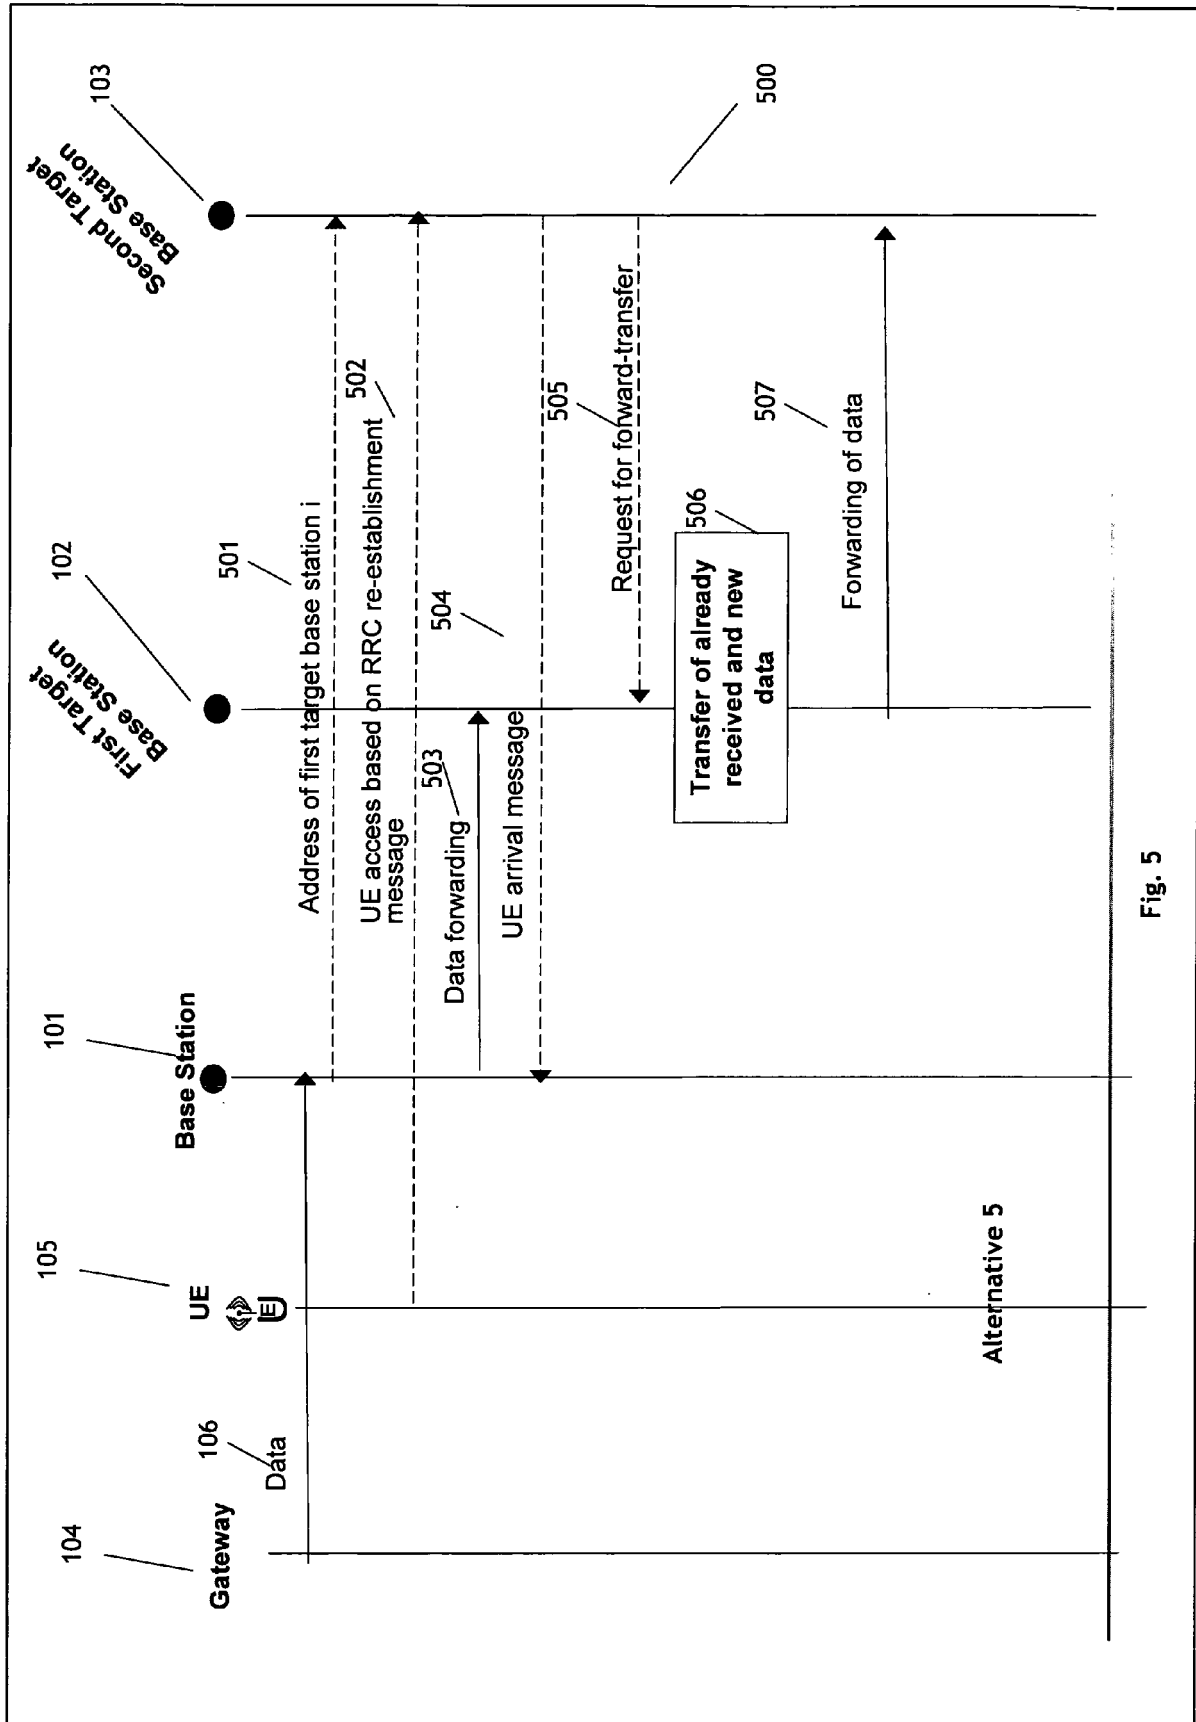 104
Gateway
106
Data
105
UE
UE
101
Base Station
102
First Target
Base Station
103
Second Target
Base Station
501
Address of first target base station i
502
UE access based on RRC re-establishment
message
503
Data forwarding
504
UE arrival message
505
Request for forward-transfer
500
506
Transfer of already
received and new
data
507
Forwarding of data
Alternative 5
Fig. 5